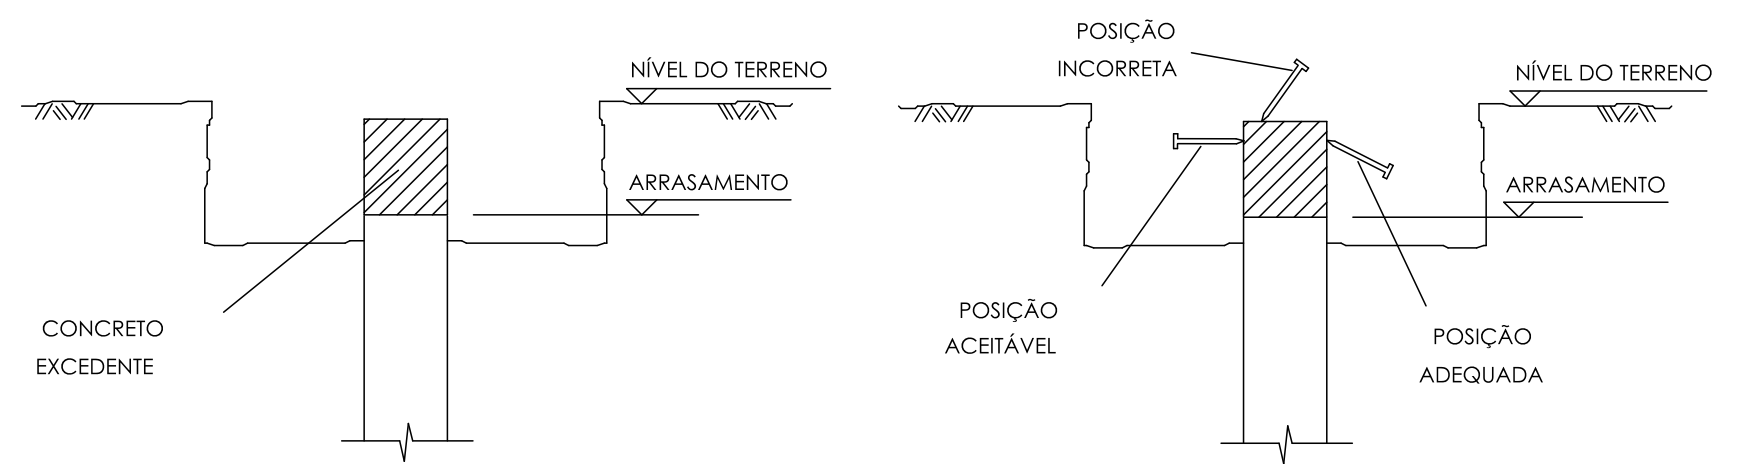 NÍVEL DO TERRENO
ARRASAMENTO
CONCRETO
EXCEDENTE
POSIÇÃO
INCORRETA
NÍVEL DO TERRENO
ARRASAMENTO
POSIÇÃO
ACEITÁVEL
POSIÇÃO
ADEQUADA